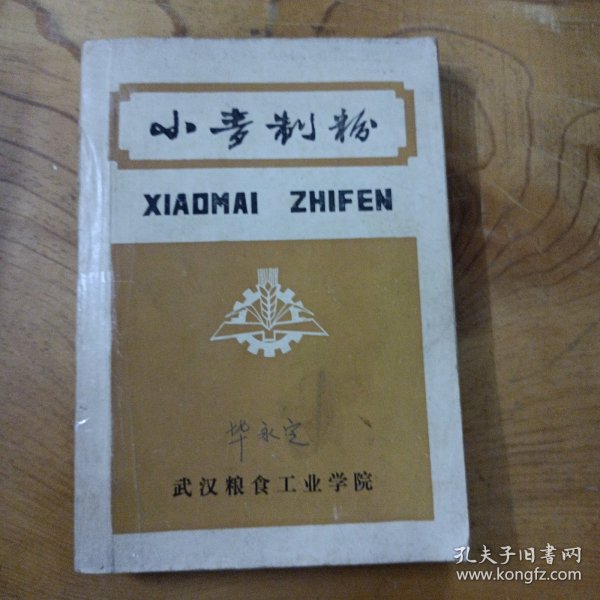 小麦制粉
XIAOMAI ZHIFEN
毕永定
武汉粮食工业学院
孔夫子旧书网
www.kongfz.com